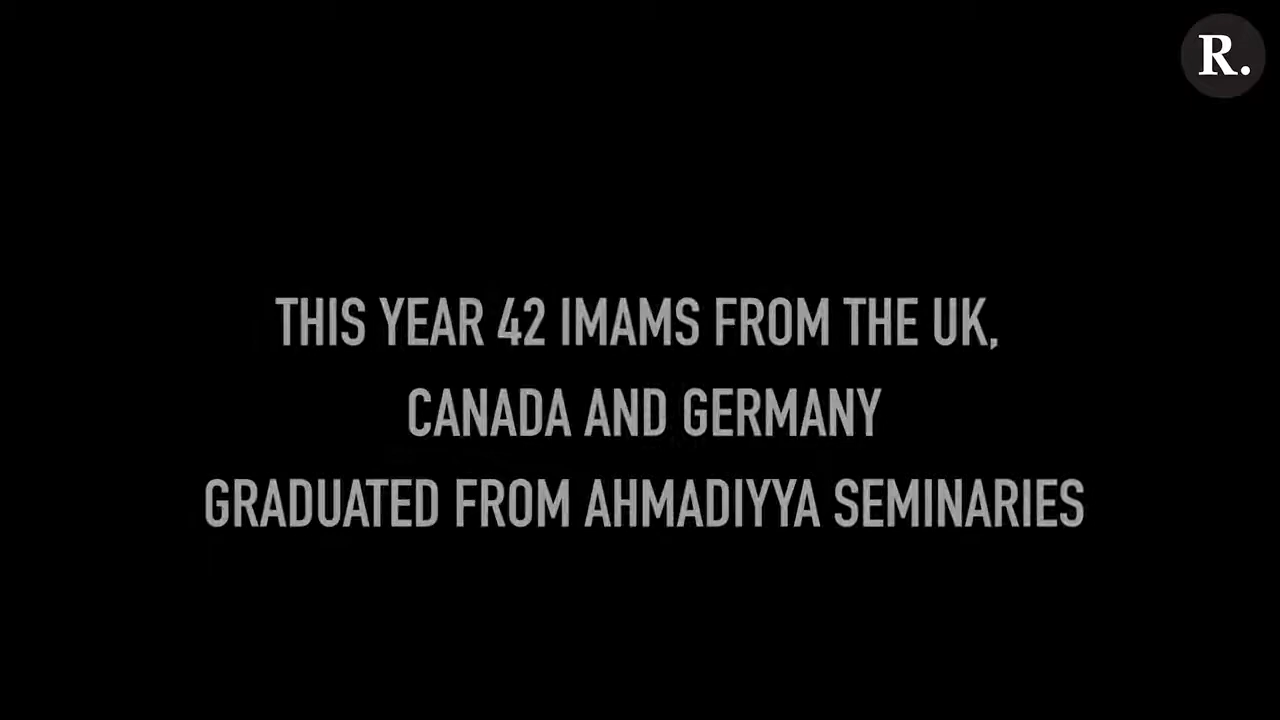 R.
THIS YEAR 42 IMAMS FROM THE UK,
CANADA AND GERMANY
GRADUATED FROM AHMADIYYA SEMINARIES